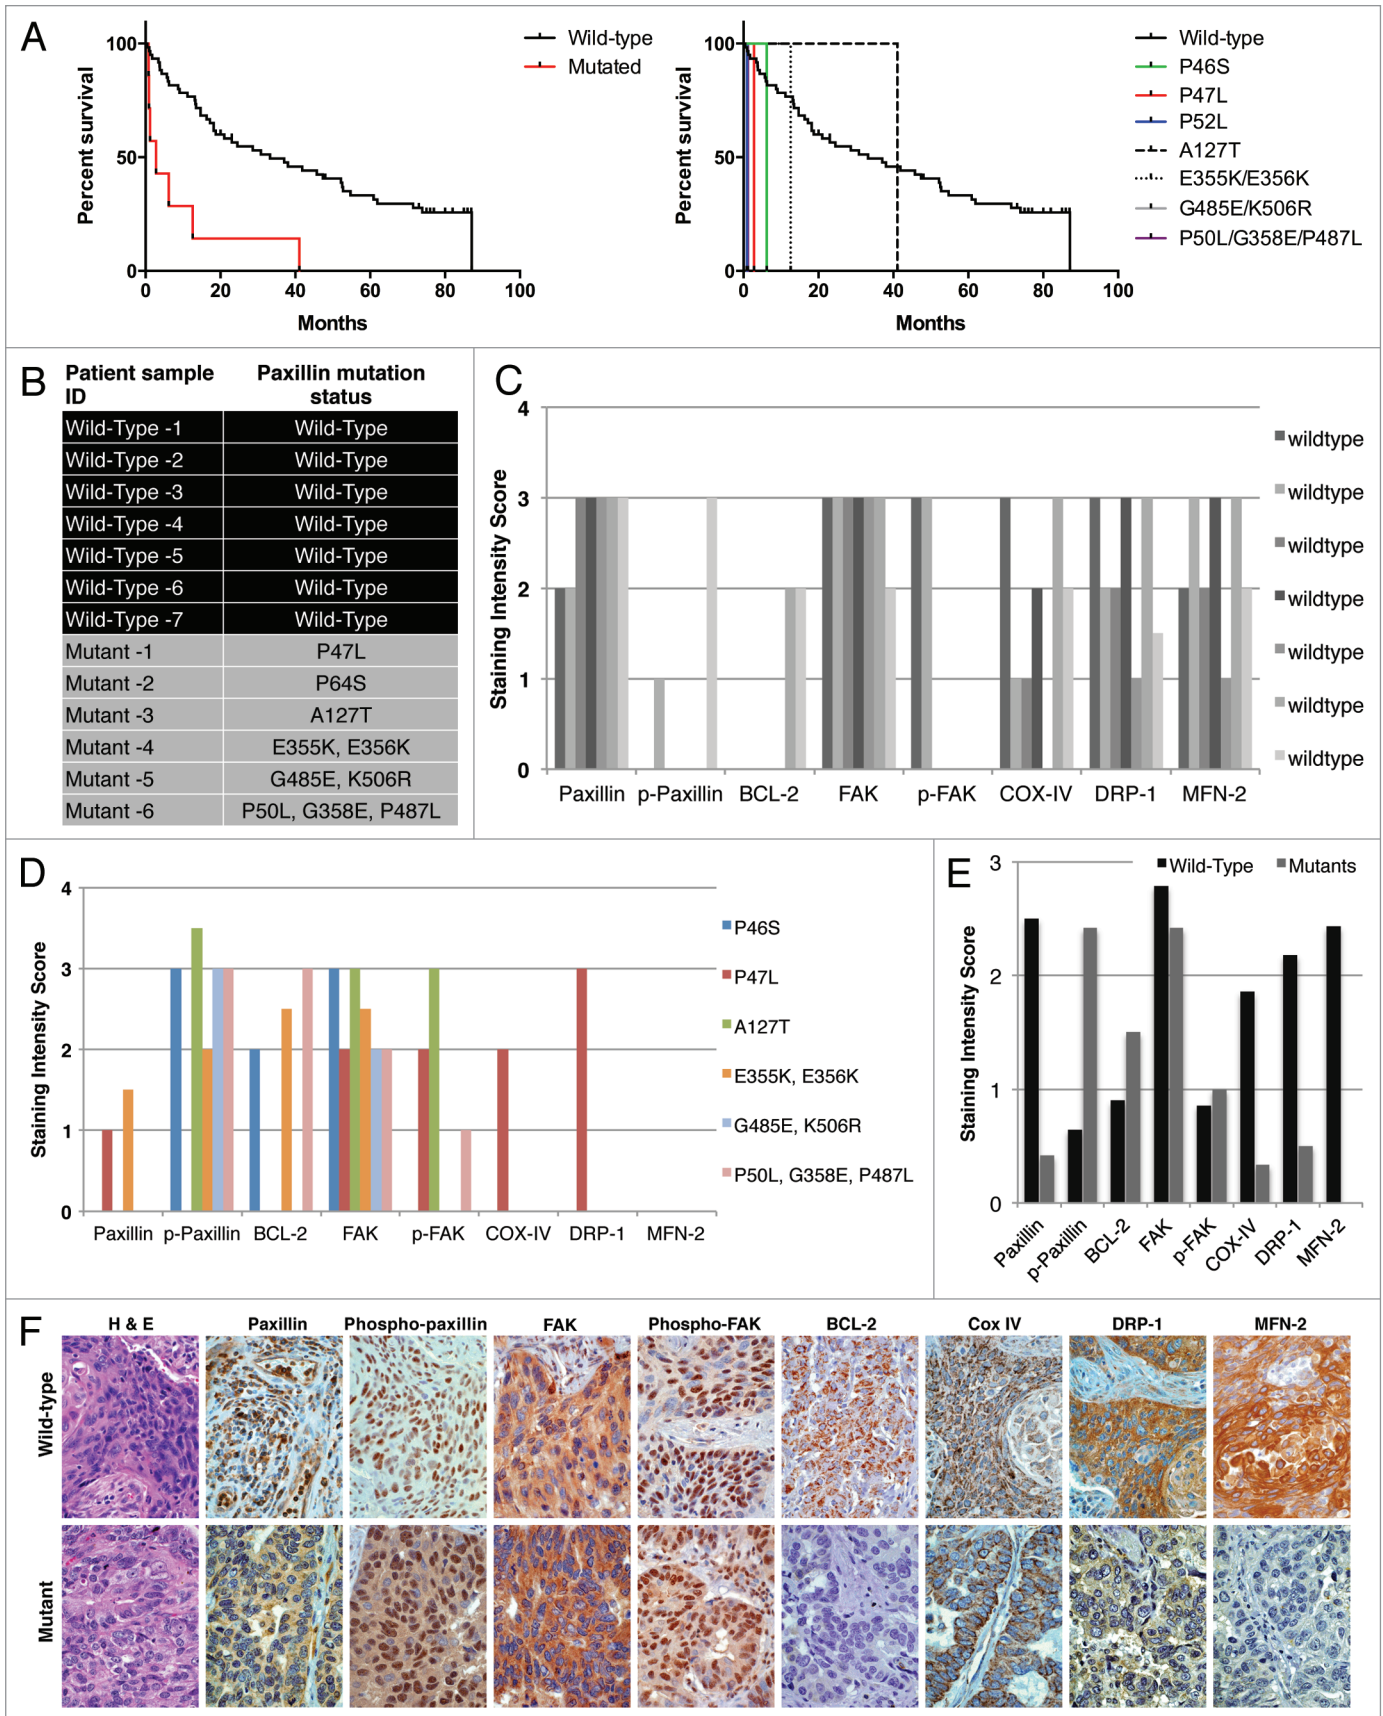 A
100
50
0
Percent survival
0 20 40 60 80 100
Months
Wild-type
Mutated
100
50
0
Percent survival
0 20 40 60 80 100
Months
Wild-type
P46S
P47L
P52L
A127T
E355K/E356K
G485E/K506R
P50L/G358E/P487L
B
Patient sample ID Paxillin mutation status
Wild-Type -1 Wild-Type
Wild-Type -2 Wild-Type
Wild-Type -3 Wild-Type
Wild-Type -4 Wild-Type
Wild-Type -5 Wild-Type
Wild-Type -6 Wild-Type
Wild-Type -7 Wild-Type
Mutant -1 P47L
Mutant -2 P64S
Mutant -3 A127T
Mutant -4 E355K, E356K
Mutant -5 G485E, K506R
Mutant -6 P50L, G358E, P487L
C
4
3
2
1
0
Staining Intensity Score
Paxillin p-Paxillin BCL-2 FAK p-FAK COX-IV DRP-1 MFN-2
wildtype
wildtype
wildtype
wildtype
wildtype
wildtype
wildtype
D
4
3
2
1
0
Staining Intensity Score
Paxillin p-Paxillin BCL-2 FAK p-FAK COX-IV DRP-1 MFN-2
P46S
P47L
A127T
E355K, E356K
G485E, K506R
P50L, G358E, P487L
E
3
2
1
0
Staining Intensity Score
Wild-Type Mutants
Paxillin p-Paxillin BCL-2 FAK p-FAK COX-IV DRP-1 MFN-2
F
H & E Paxillin Phospho-paxillin FAK Phospho-FAK BCL-2 Cox IV DRP-1 MFN-2
Wild-type
Mutant